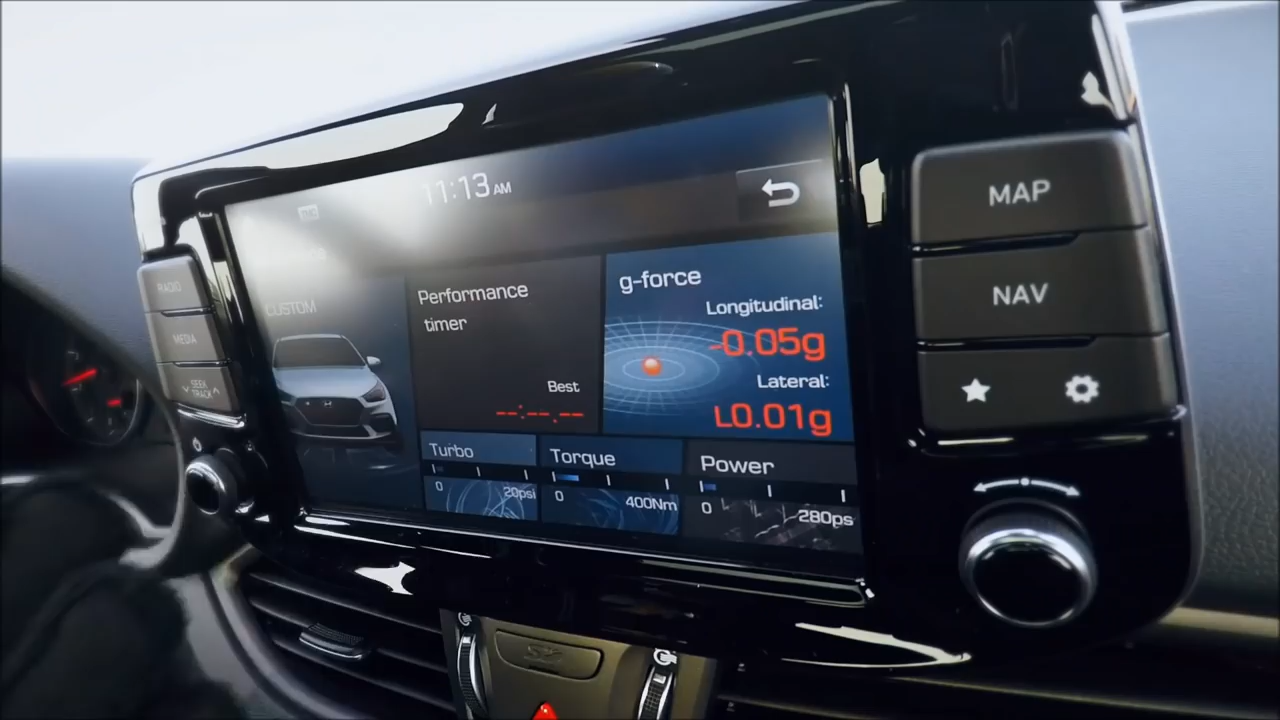 11:13 AM
MAP
NAV
RADIO
MEDIA
SEEK
TRACK
CUSTOM
Performance
timer
Best
--:--.--
g-force
Longitudinal:
-0.05g
Lateral:
L0.01g
Turbo
0 20psi
Torque
0 400Nm
Power
0 280ps